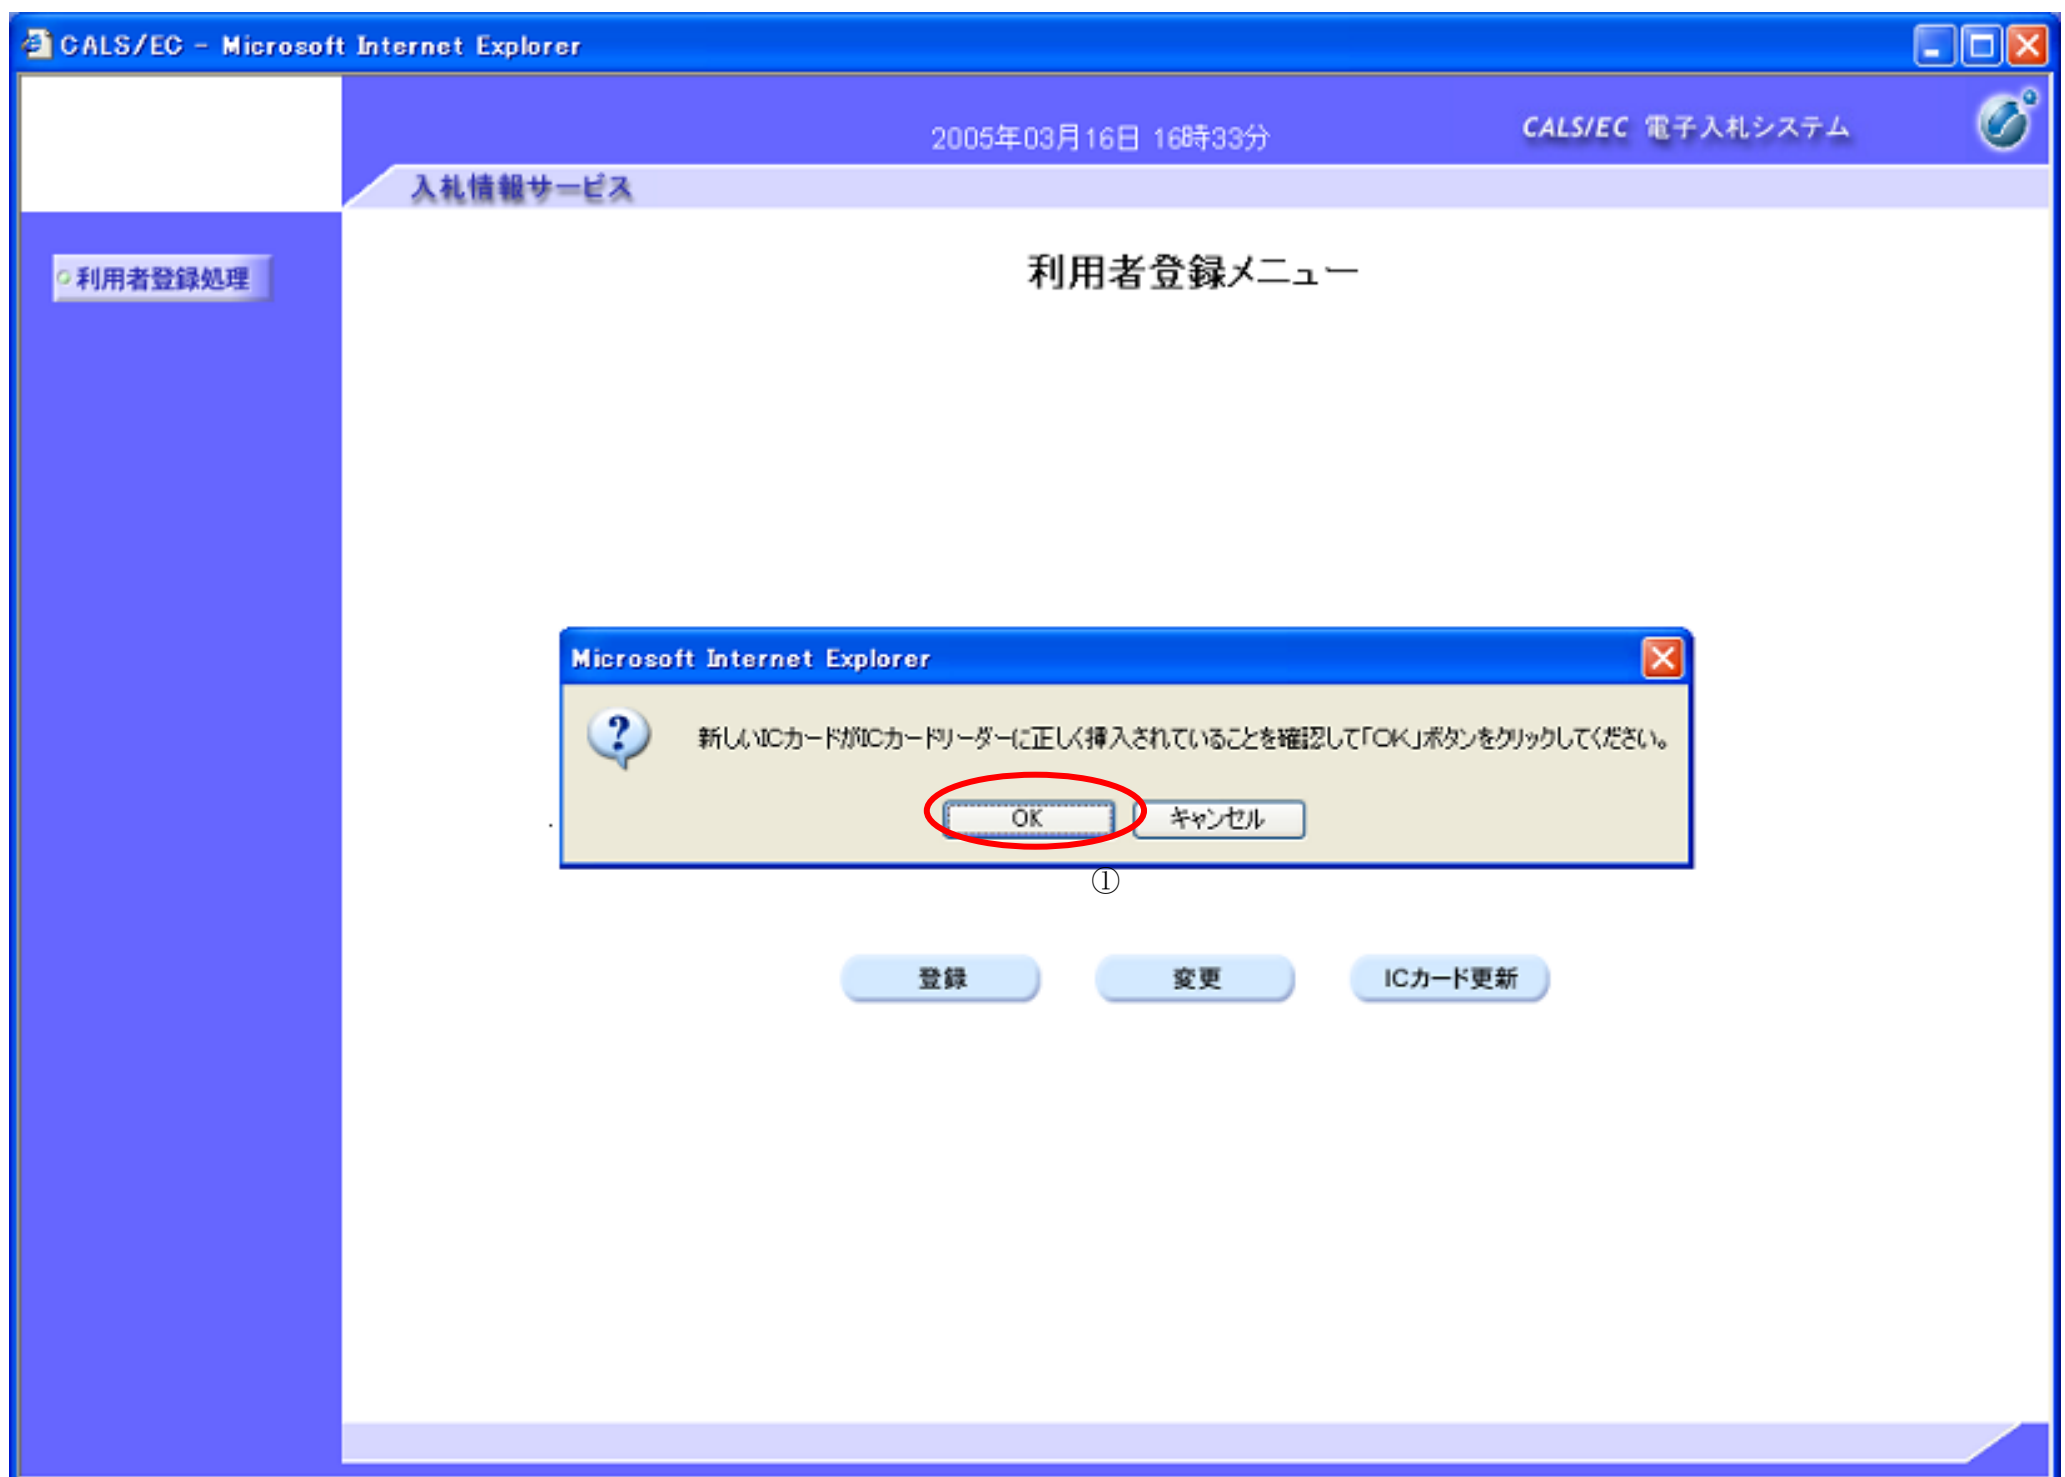 CALS/EC - Microsoft Internet Explorer
2005年03月16日 16時33分
CALS/EC 電子入札システム
入札情報サービス
利用者登録処理
利用者登録メニュー
Microsoft Internet Explorer
新しいICカードがICカードリーダーに正しく挿入されていることを確認して「OK」ボタンをクリックしてください。
OK
キャンセル
①
登録
変更
ICカード更新